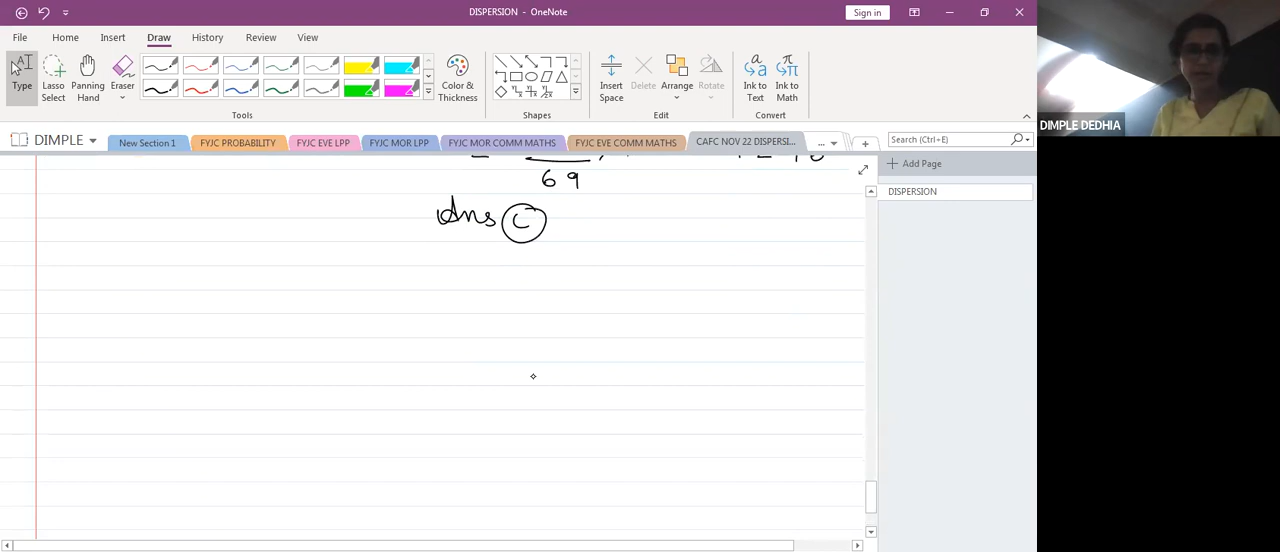 DISPERSION - OneNote
Sign in
File Home Insert Draw History Review View
Type
Lasso Select
Panning Hand
Eraser
Color & Thickness
Insert Space
Delete
Arrange
Rotate
Ink to Text
Ink to Math
Tools
Shapes
Edit
Convert
DIMPLE
New Section 1
FYJC PROBABILITY
FYJC EVE LPP
FYJC MOR LPP
FYJC MOR COMM MATHS
FYJC EVE COMM MATHS
CAFC NOV 22 DISPERSI...
...
Search (Ctrl+E)
Add Page
DISPERSION
69
Ans C
DIMPLE DEDHIA